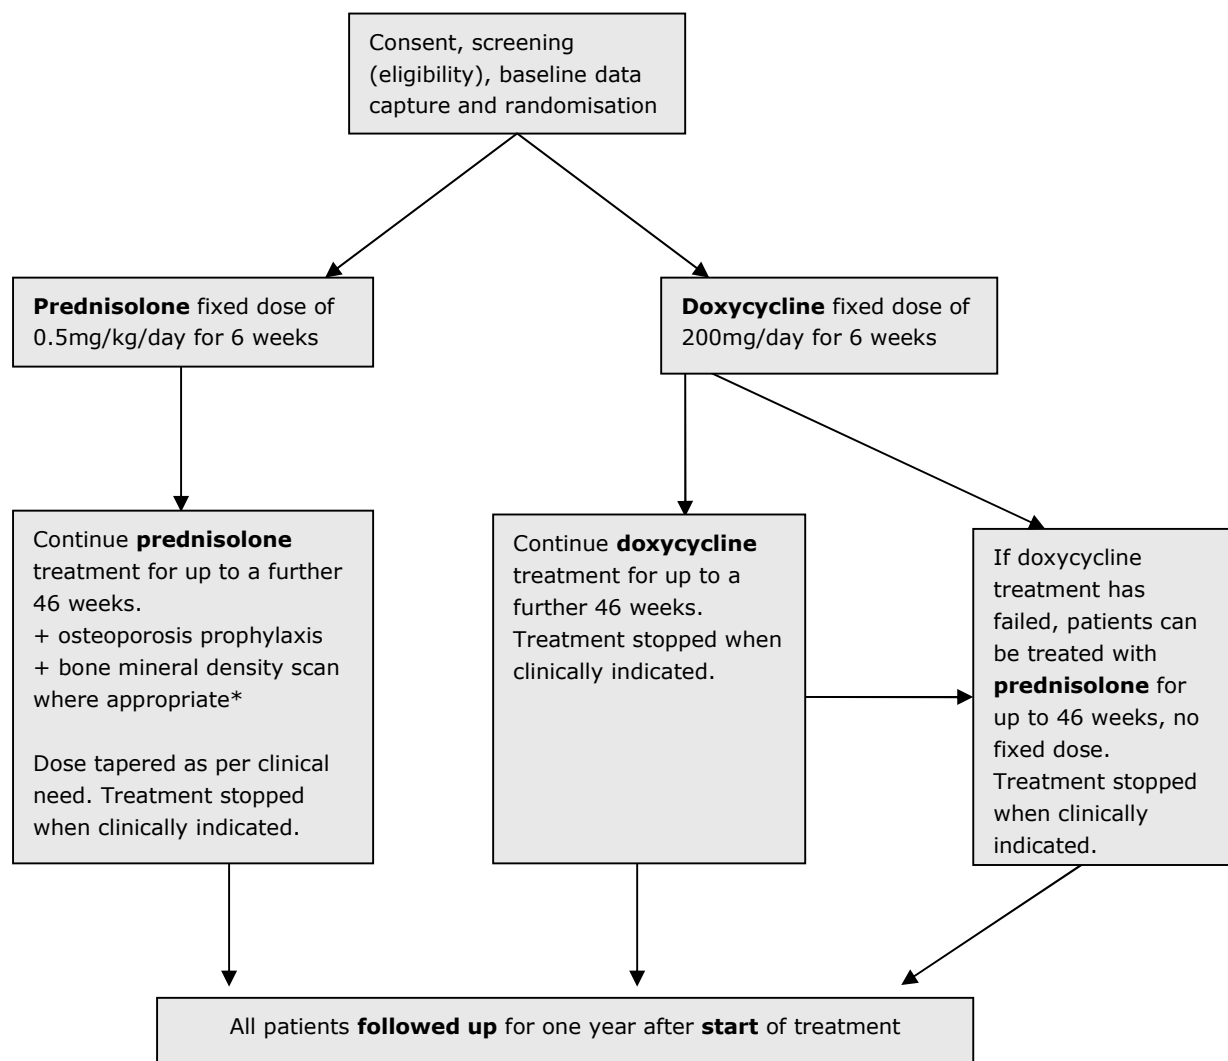 Consent, screening
(eligibility), baseline data
capture and randomisation
Prednisolone fixed dose of
0.5mg/kg/day for 6 weeks
Doxycycline fixed dose of
200mg/day for 6 weeks
Continue prednisolone
treatment for up to a further
46 weeks.
+ osteoporosis prophylaxis
+ bone mineral density scan
where appropriate*
Dose tapered as per clinical
need. Treatment stopped
when clinically indicated.
Continue doxycycline
treatment for up to a
further 46 weeks.
Treatment stopped when
clinically indicated.
If doxycycline
treatment has
failed, patients can
be treated with
prednisolone for
up to 46 weeks, no
fixed dose.
Treatment stopped
when clinically
indicated.
All patients followed up for one year after start of treatment